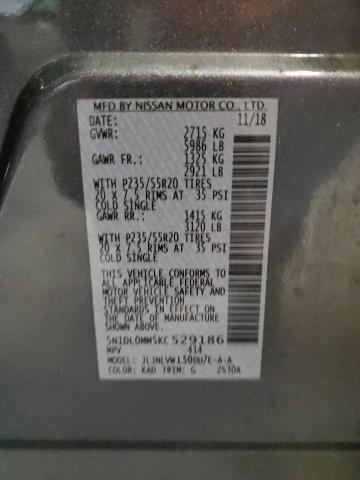 MFD BY NISSAN MOTOR CO., LTD.
DATE: 11/18
GVWR: 2715 KG
5986 LB
GAWR FR.: 1325 KG
2921 LB
WITH P235/55R20 TIRES
20 X 7.5 RIMS AT 35 PSI
COLD SINGLE
GAWR RR.: 1415 KG
3120 LB
WITH P235/55R20 TIRES
20 X 7.5 RIMS AT 35 PSI
COLD SINGLE
THIS VEHICLE CONFORMS TO
ALL APPLICABLE FEDERAL
MOTOR VEHICLE SAFETY AND
THEFT PREVENTION
STANDARDS IN EFFECT ON
THE DATE OF MANUFACTURE
SHOWN ABOVE.
5N1DL0MM5KC529186
MPV 414
MODEL: JLJNLVWL50UU7E-A-A
COLOR: KAD TRIM: G 2S10A